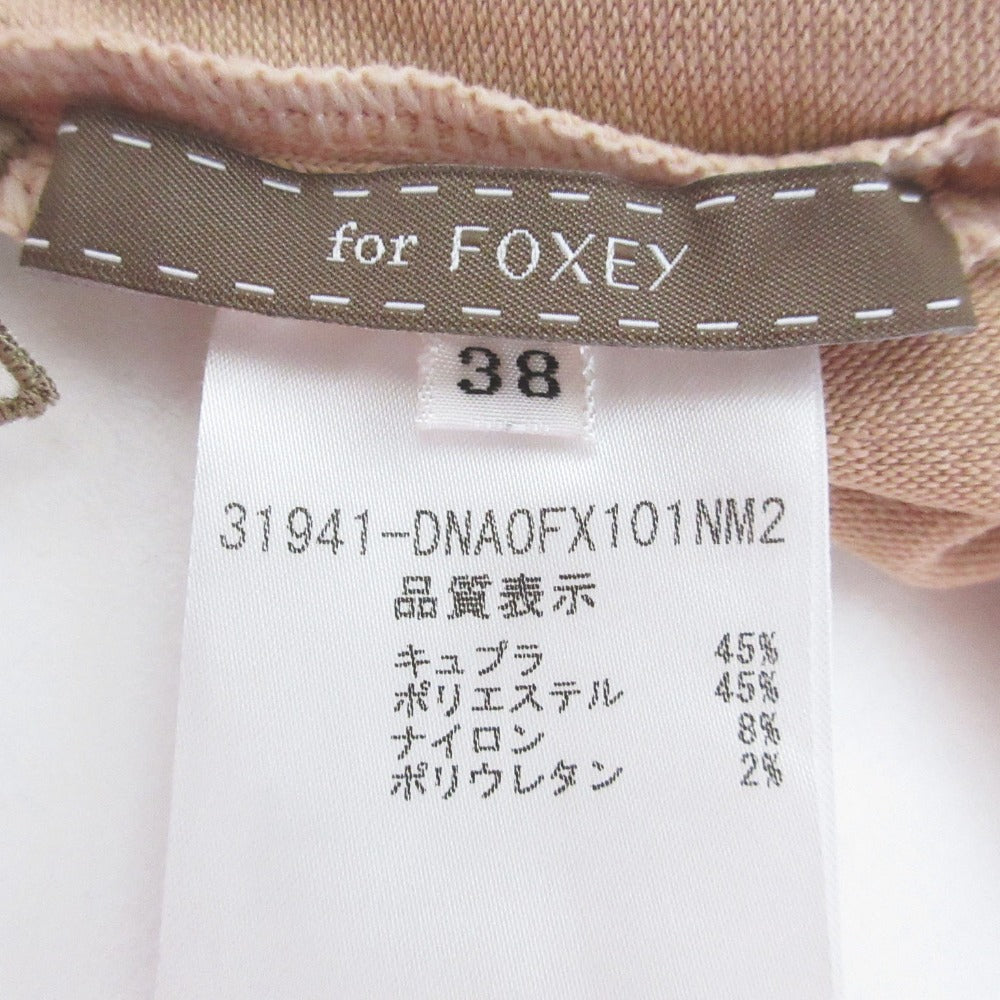 for FOXEY
38
31941-DNA0FX101NM2
品質表示
キュプラ 45%
ポリエステル 45%
ナイロン 8%
ポリウレタン 2%